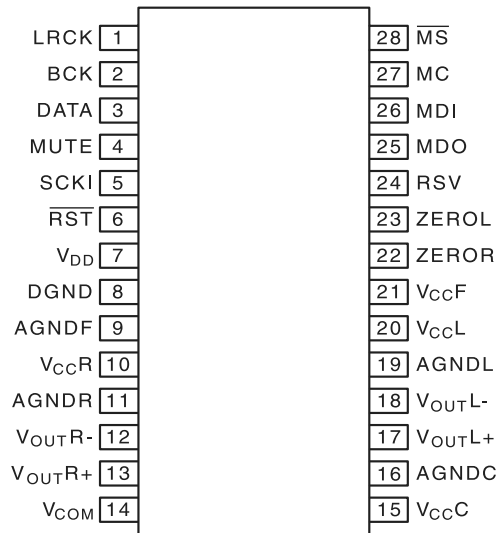 LRCK 1 28 M̅S̅
BCK 2 27 MC
DATA 3 26 MDI
MUTE 4 25 MDO
SCKI 5 24 RSV
R̅S̅T̅ 6 23 ZEROL
VDD 7 22 ZEROR
DGND 8 21 VCCF
AGNDF 9 20 VCCL
VCCR 10 19 AGNDL
AGNDR 11 18 VOUTL-
VOUTR- 12 17 VOUTL+
VOUTR+ 13 16 AGNDC
VCOM 14 15 VCCC